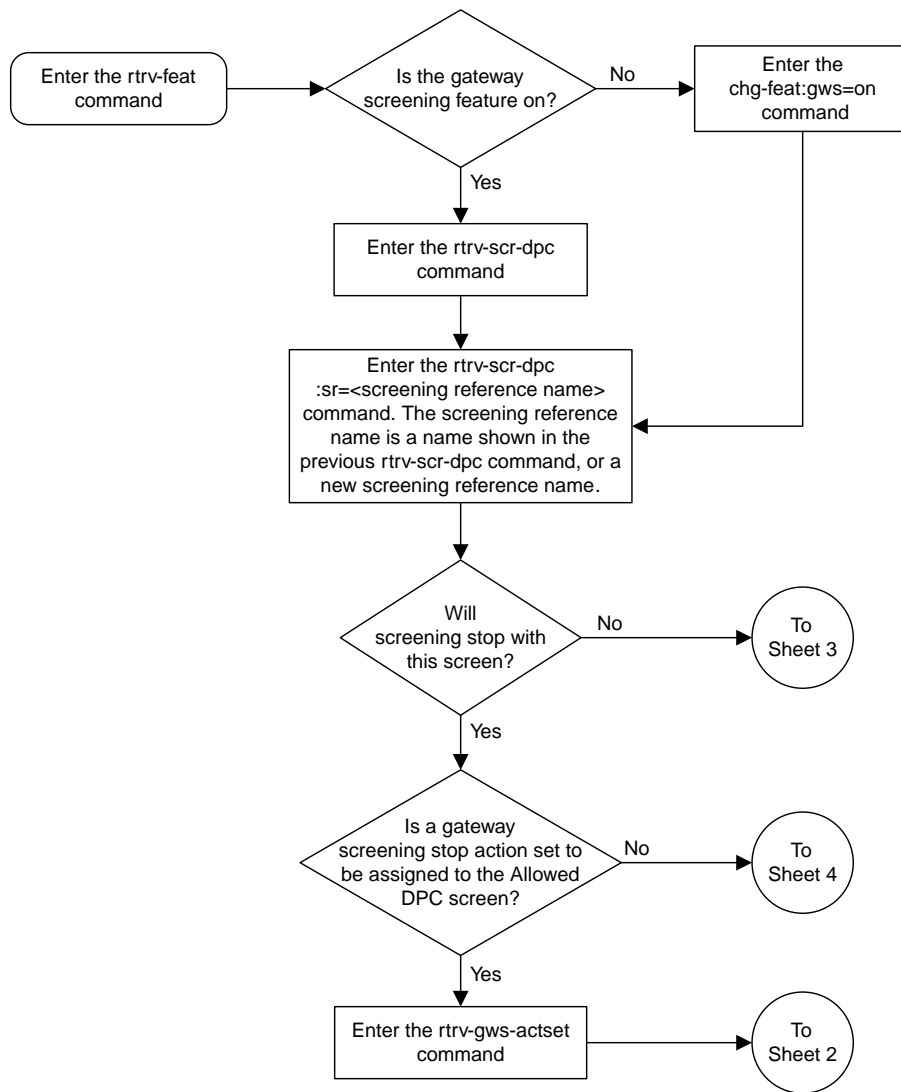 Enter the rtrv-feat
command
Is the gateway
screening feature on?
No
Enter the
chg-feat:gws=on
command
Yes
Enter the rtrv-scr-dpc
command
Enter the rtrv-scr-dpc
:sr=<screening reference name>
command. The screening reference
name is a name shown in the
previous rtrv-scr-dpc command, or a
new screening reference name.
Will
screening stop with
this screen?
No
To
Sheet 3
Yes
Is a gateway
screening stop action set to
be assigned to the Allowed
DPC screen?
No
To
Sheet 4
Yes
Enter the rtrv-gws-actset
command
To
Sheet 2